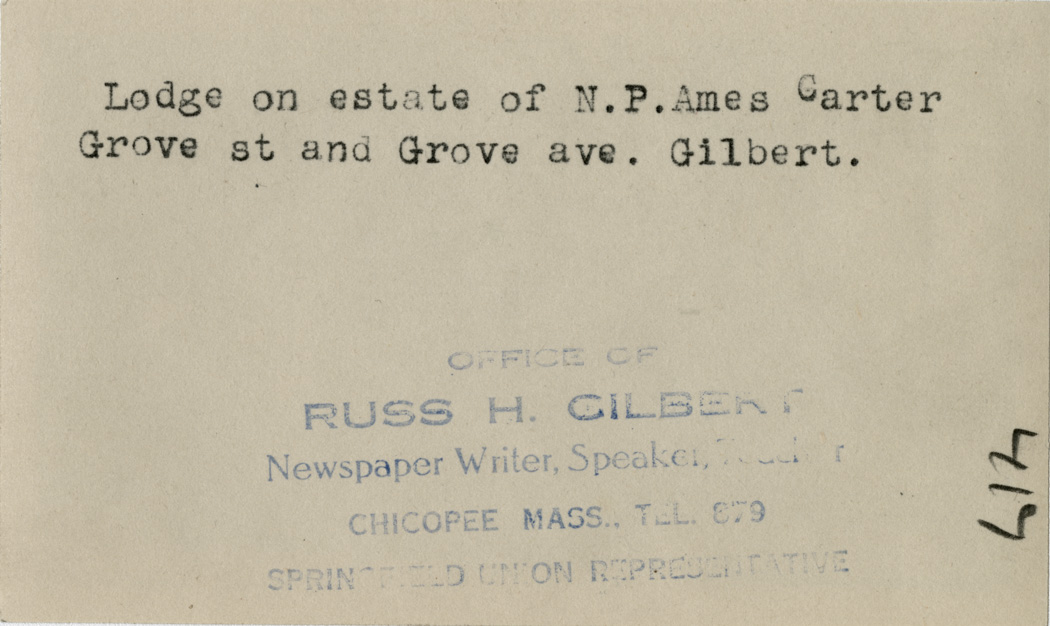 Lodge on estate of N.P.Ames Carter
Grove st and Grove ave. Gilbert.
OFFICE OF
RUSS H. GILBERT
Newspaper Writer, Speaker, Teacher
CHICOPEE MASS., TEL. 879
SPRINGFIELD UNION REPRESENTATIVE